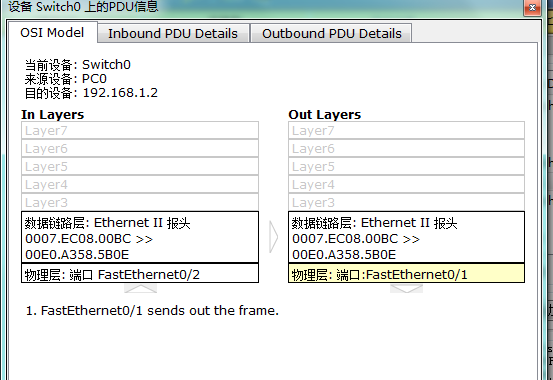 设备 Switch0 上的PDU信息
OSI Model
Inbound PDU Details
Outbound PDU Details
当前设备: Switch0
来源设备: PC0
目的设备: 192.168.1.2
In Layers
Layer7
Layer6
Layer5
Layer4
Layer3
数据链路层: Ethernet II 报头
0007.EC08.00BC >>
00E0.A358.5B0E
物理层: 端口 FastEthernet0/2
Out Layers
Layer7
Layer6
Layer5
Layer4
Layer3
数据链路层: Ethernet II 报头
0007.EC08.00BC >>
00E0.A358.5B0E
物理层: 端口:FastEthernet0/1
1. FastEthernet0/1 sends out the frame.